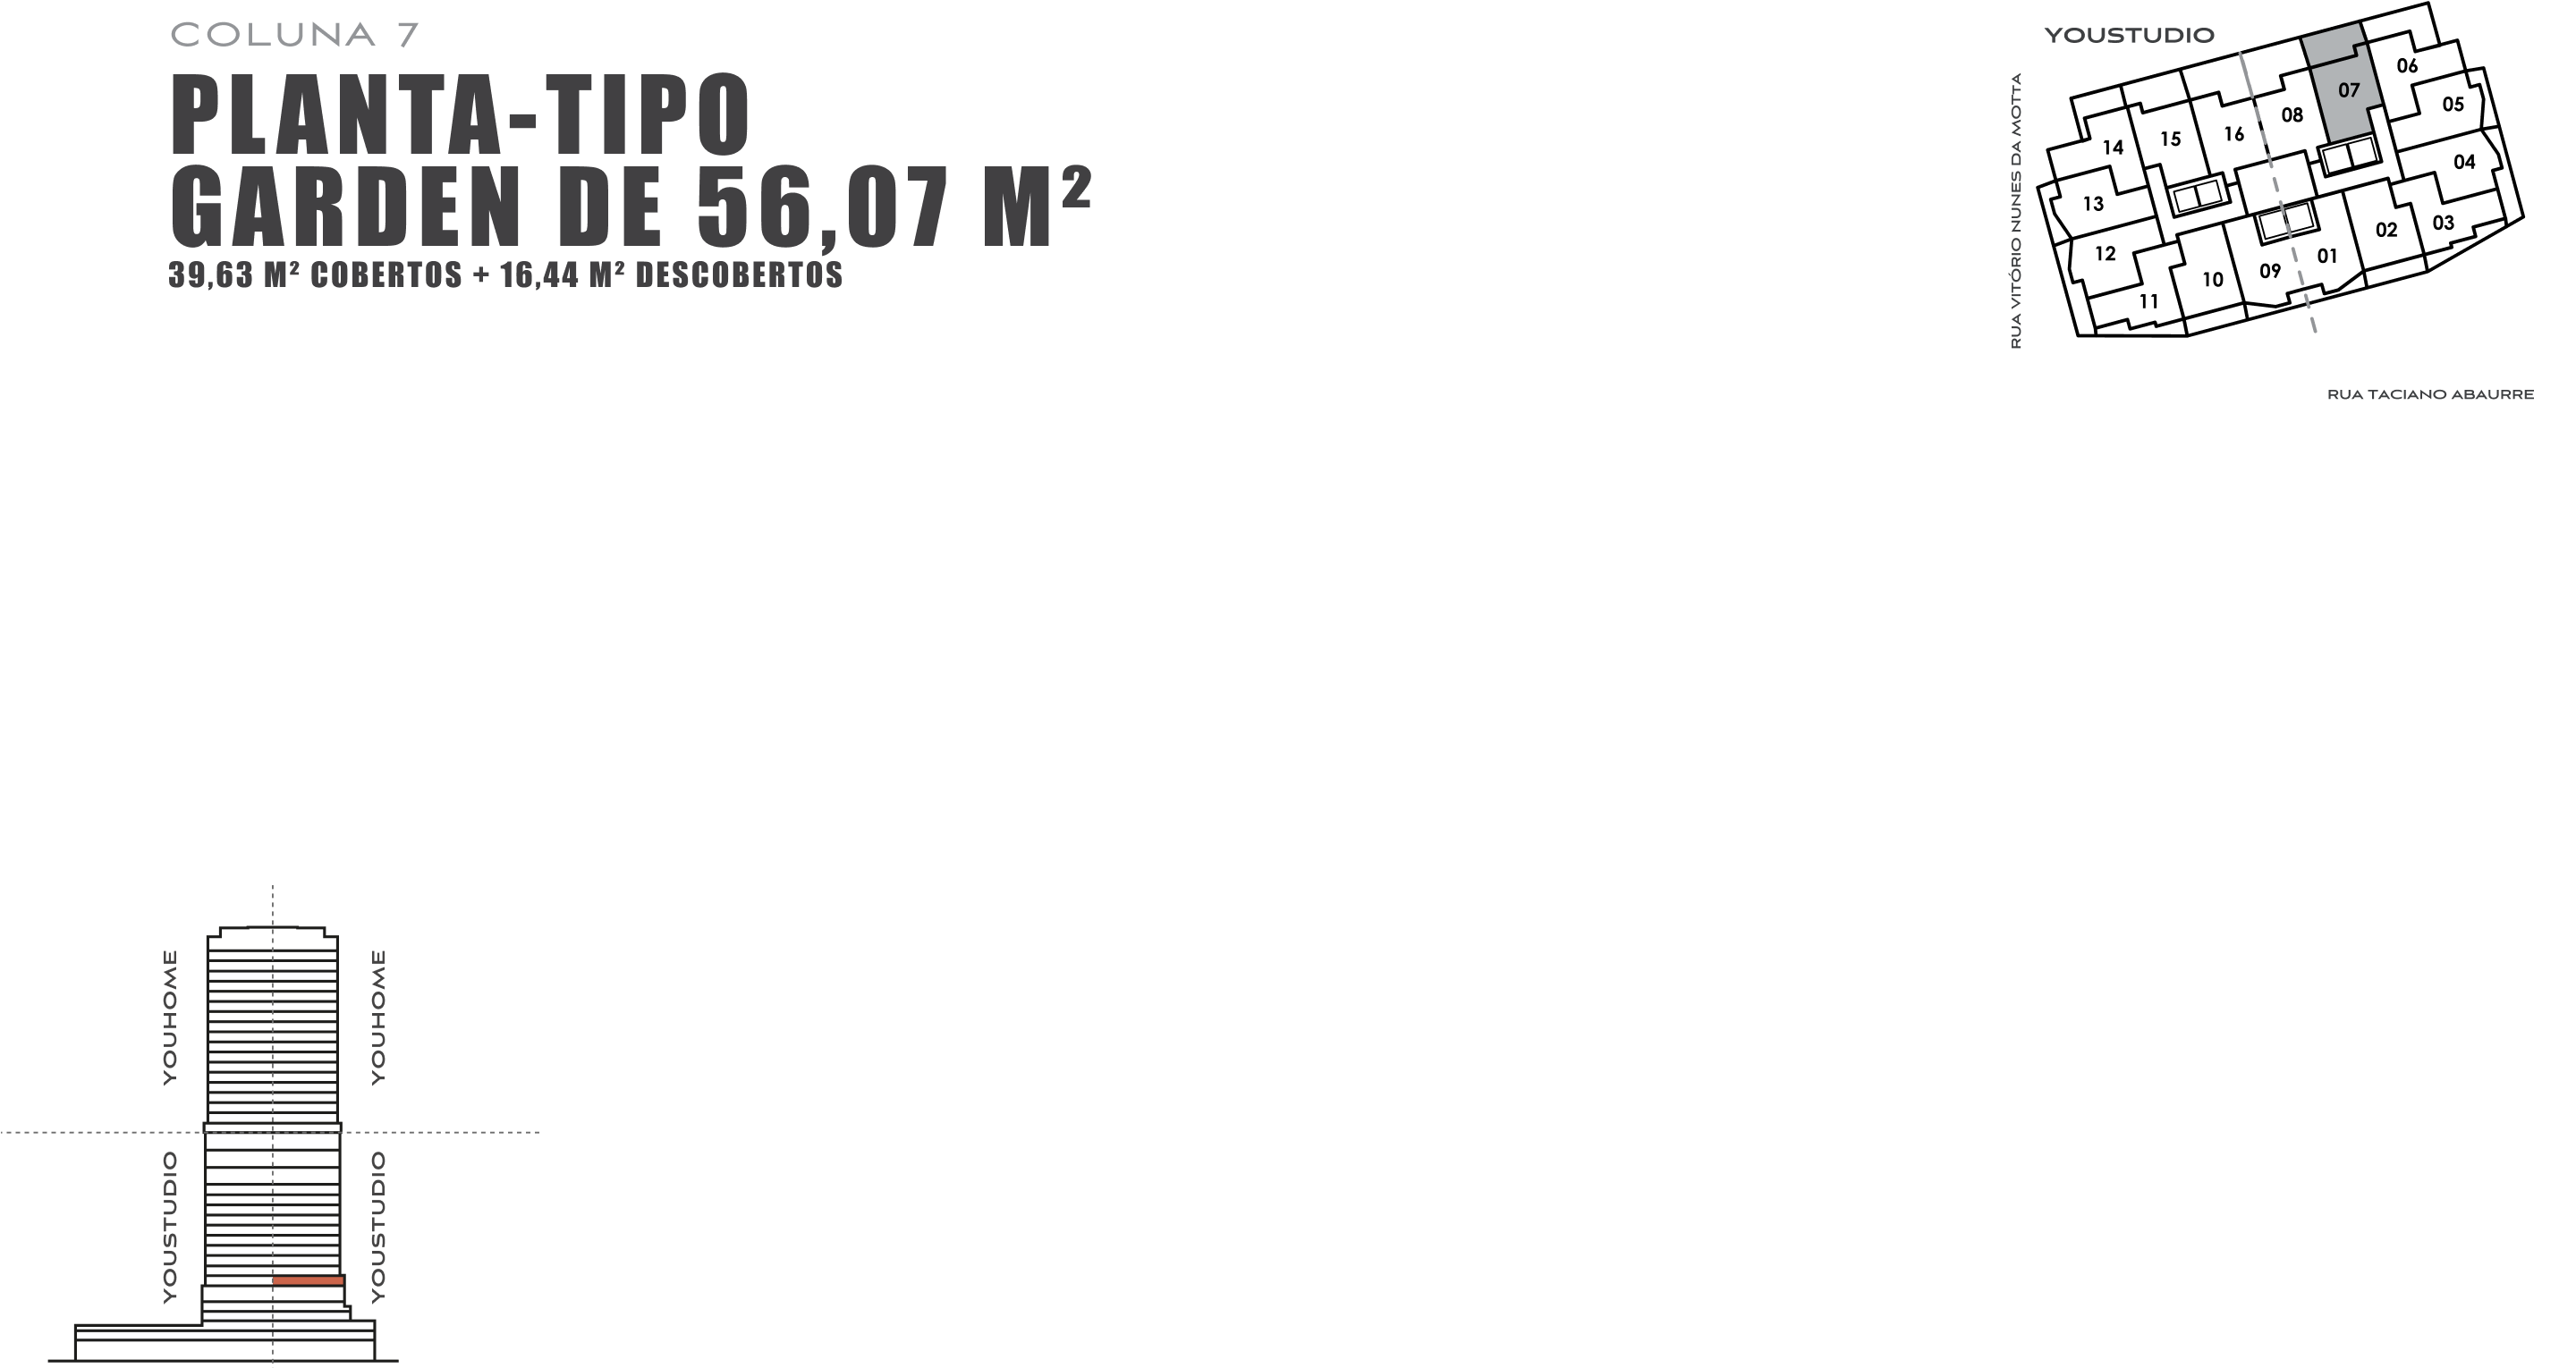 COLUNA 7
PLANTA-TIPO
GARDEN DE 56,07 M²
39,63 M² COBERTOS + 16,44 M² DESCOBERTOS
YOUSTUDIO
RUA VITÓRIO NUNES DA MOTTA
06
07
05
08
16
15
14
04
13
03
02
01
12
09
10
11
RUA TACIANO ABAURRE
YOUHOME
YOUHOME
YOUSTUDIO
YOUSTUDIO